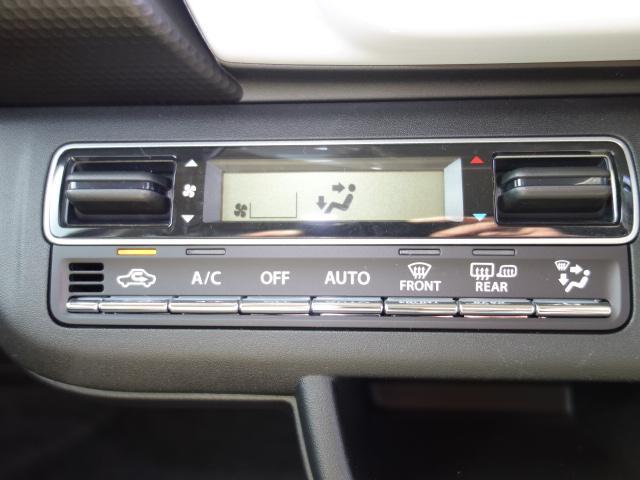 A/C OFF AUTO FRONT REAR